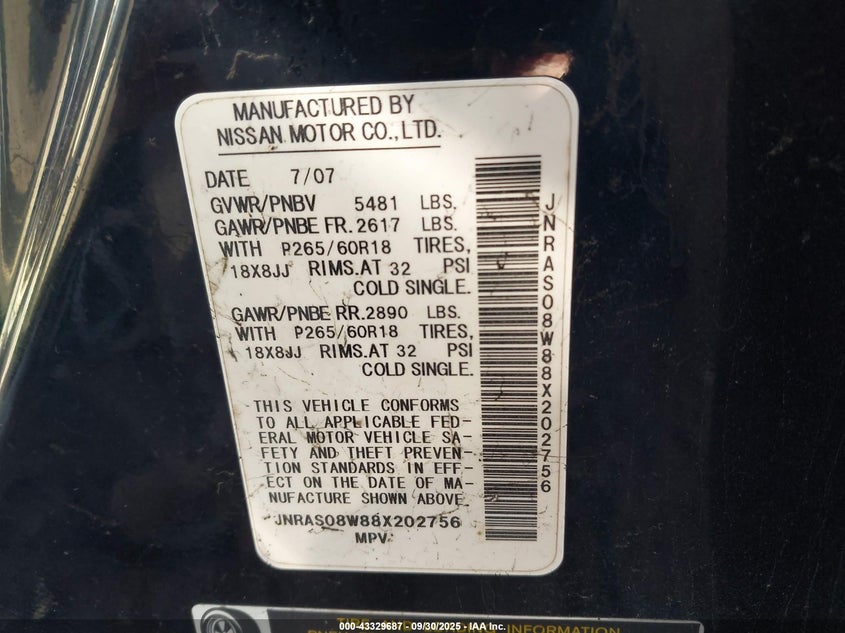 MANUFACTURED BY
NISSAN MOTOR CO.,LTD.
DATE 7/07
GVWR/PNBV 5481 LBS.
GAWR/PNBE FR. 2617 LBS.
WITH P265/60R18 TIRES,
18X8JJ RIMS.AT 32 PSI
COLD SINGLE.
GAWR/PNBE RR. 2890 LBS.
WITH P265/60R18 TIRES,
18X8JJ RIMS.AT 32 PSI
COLD SINGLE.
THIS VEHICLE CONFORMS
TO ALL APPLICABLE FED-
ERAL MOTOR VEHICLE SA-
FETY AND THEFT PREVEN-
TION STANDARDS IN EFF-
ECT ON THE DATE OF MA-
NUFACTURE SHOWN ABOVE.
JNRAS08W88X202756
MPV
JNRAS08W88X202756
INFORMATION
000-43329687 - 09/30/2025 - IAA Inc.